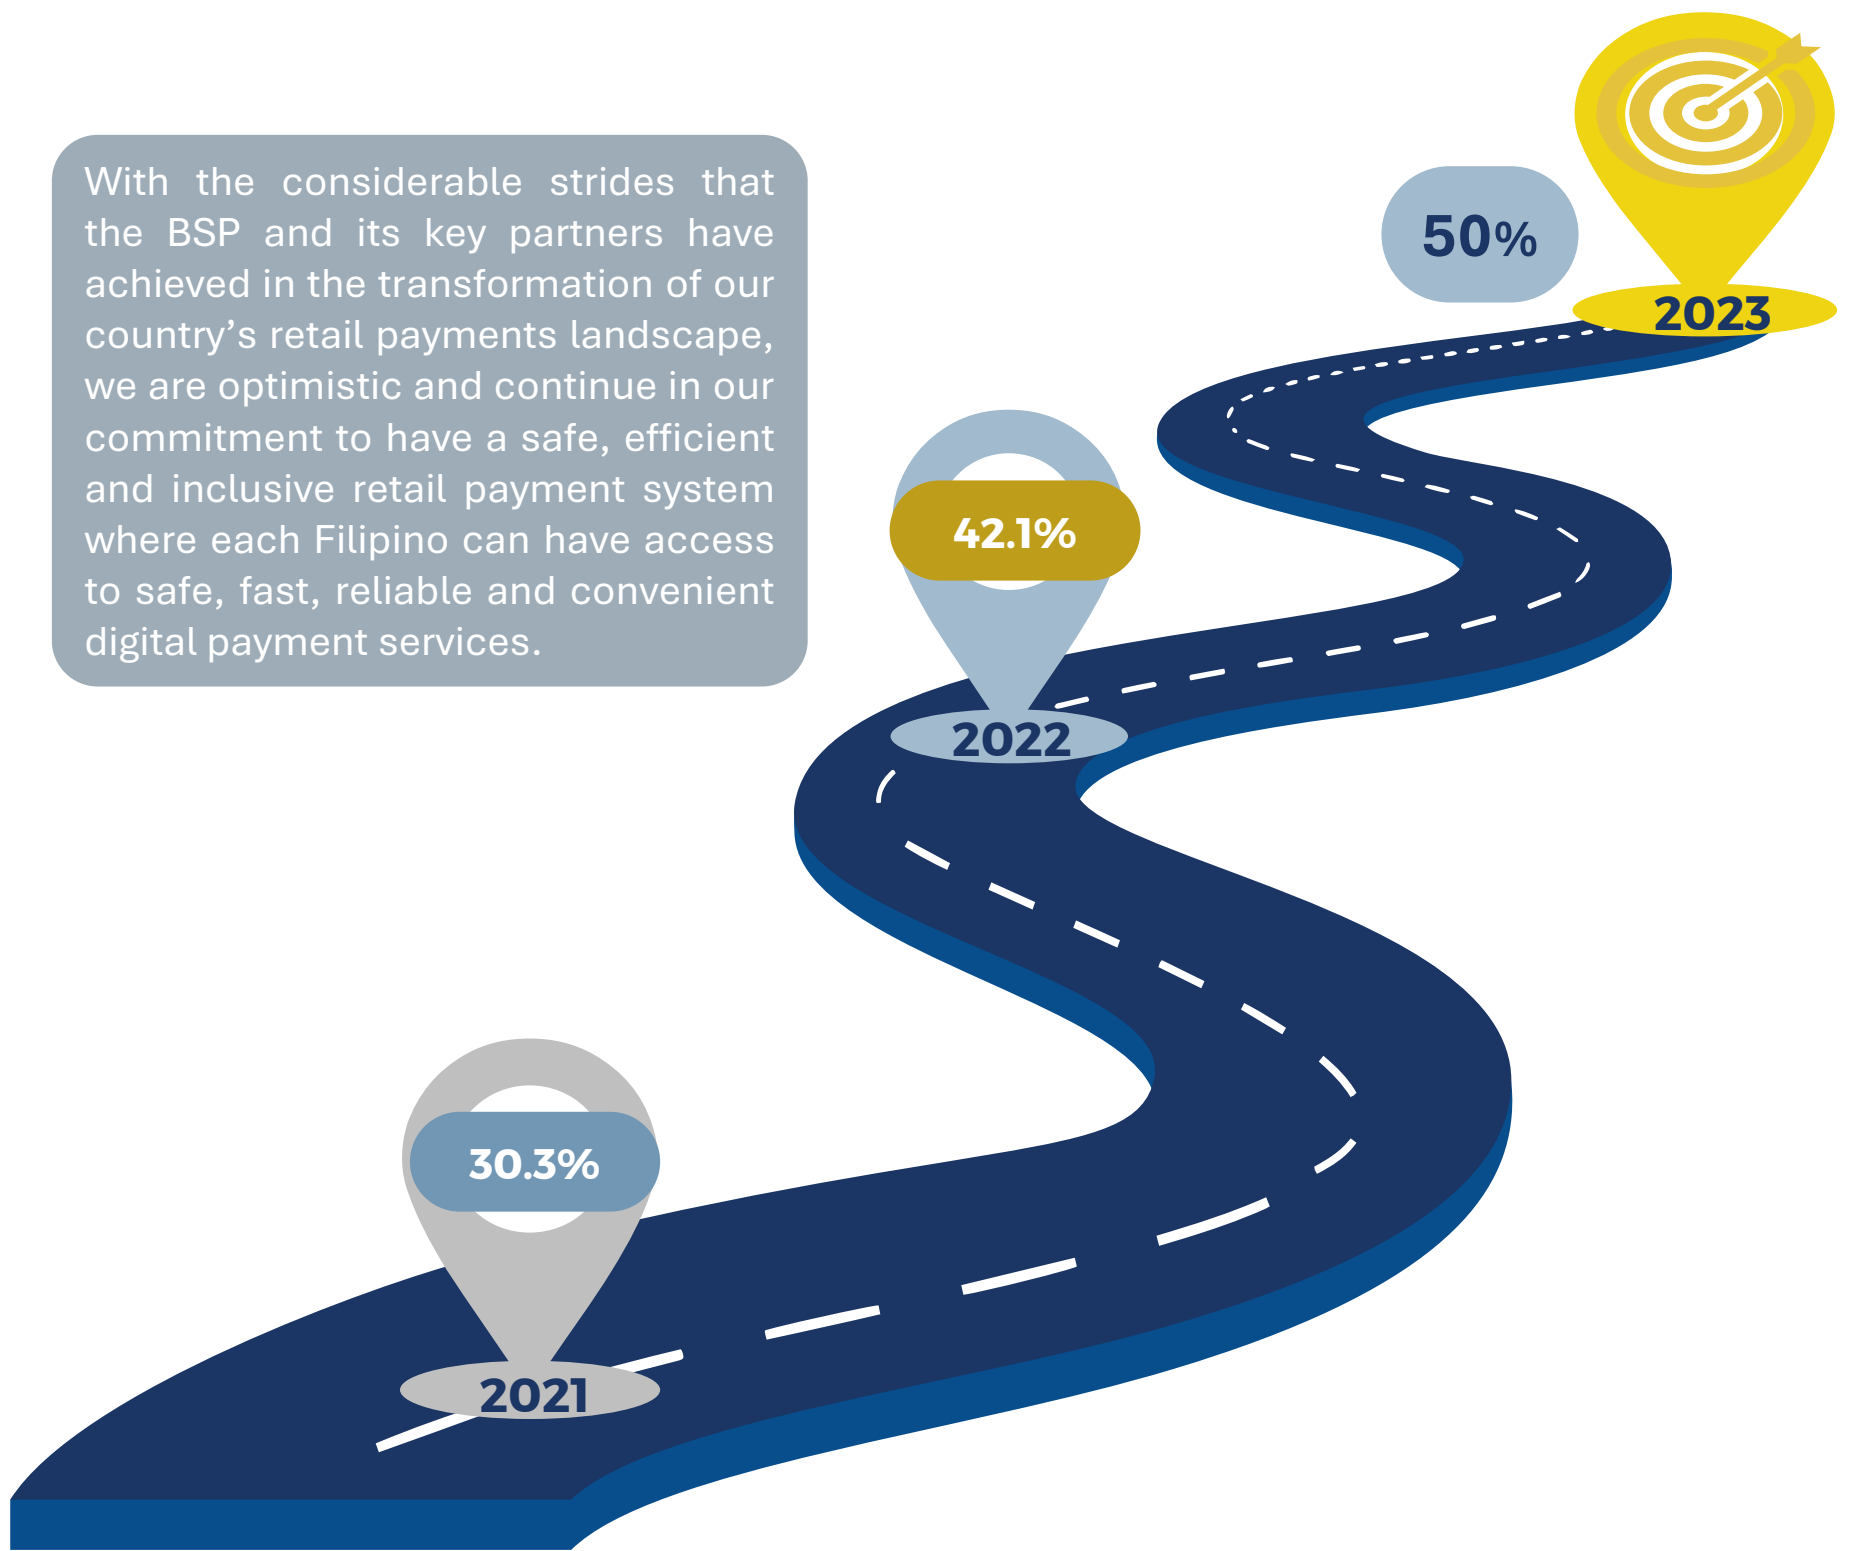 With the considerable strides that
the BSP and its key partners have
achieved in the transformation of our
country’s retail payments landscape,
we are optimistic and continue in our
commitment to have a safe, efficient
and inclusive retail payment system
where each Filipino can have access
to safe, fast, reliable and convenient
digital payment services.
50%
2023
42.1%
2022
30.3%
2021